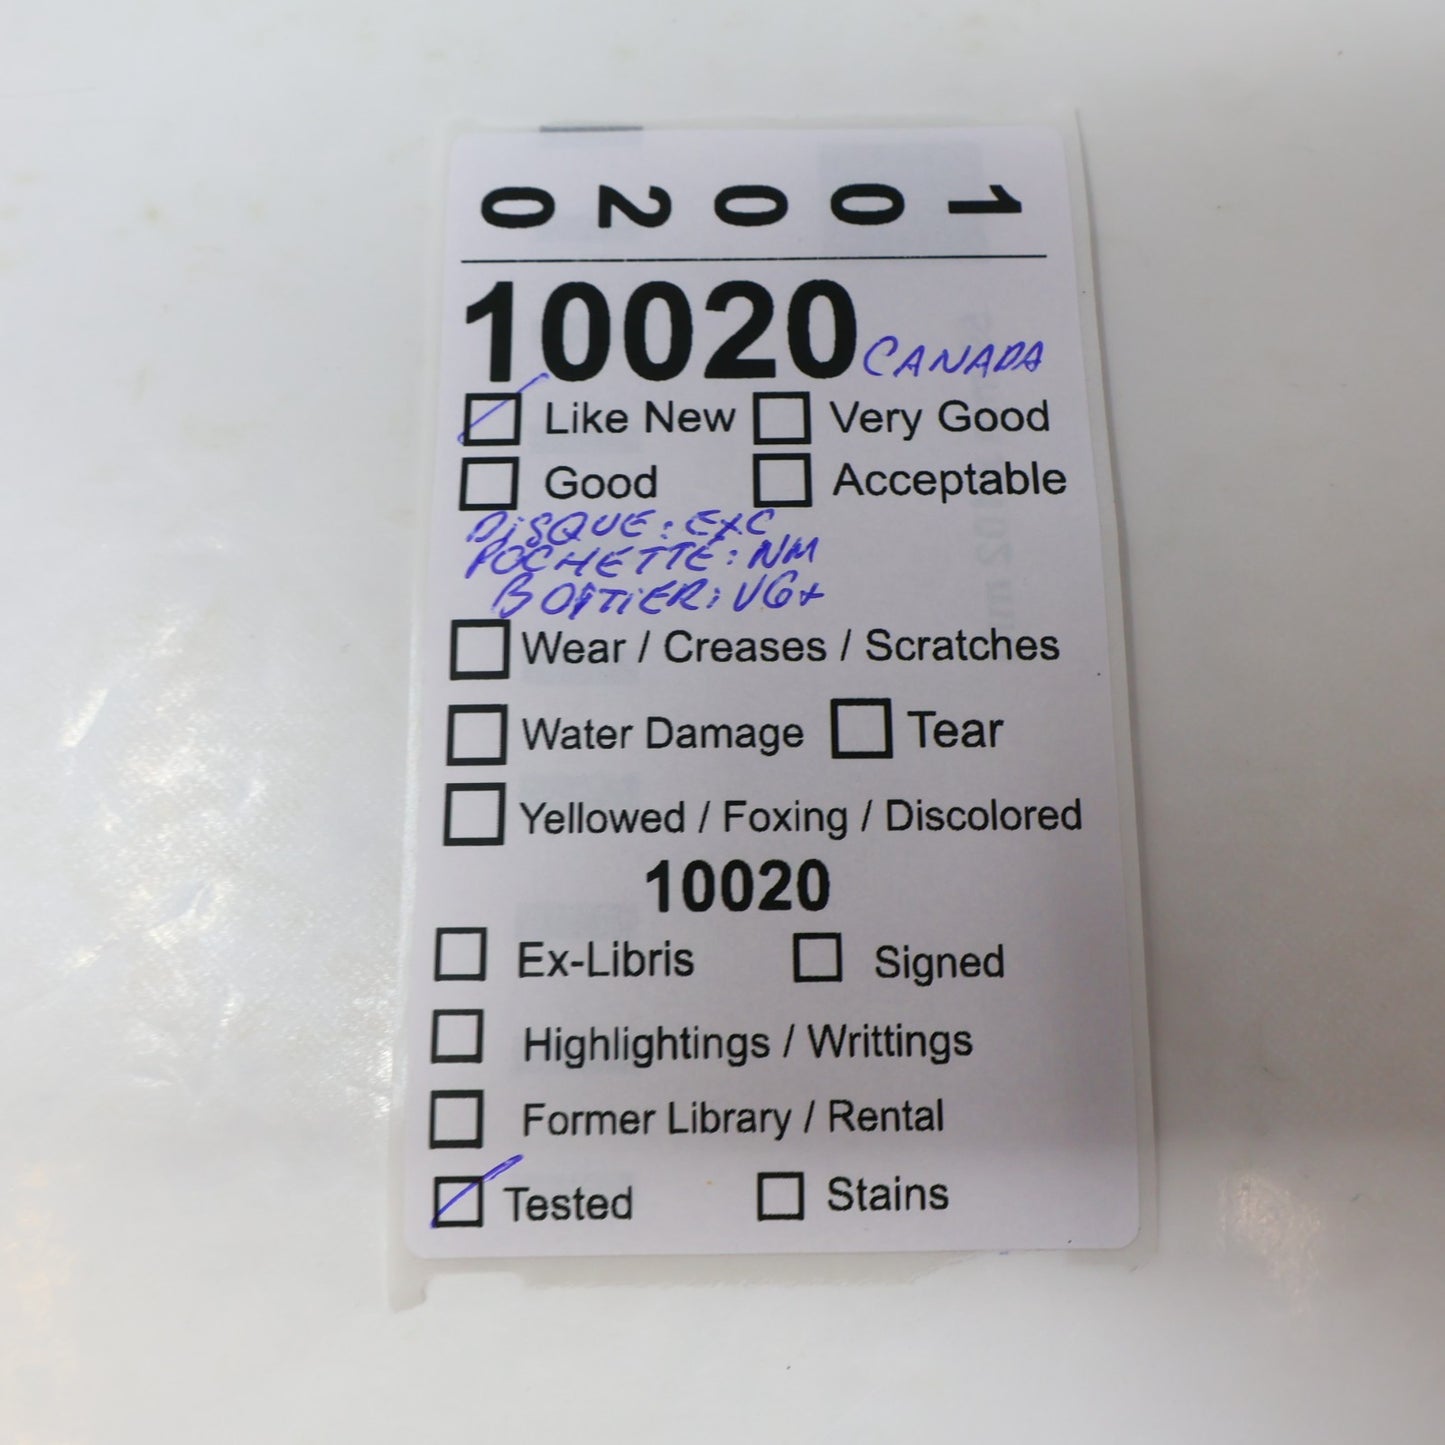 10020
10020 CANADA
Like New Very Good
Good Acceptable
DISQUE: EXC
POCHETTE: NM
BOITIER: VG+
Wear / Creases / Scratches
Water Damage Tear
Yellowed / Foxing / Discolored
10020
Ex-Libris Signed
Highlightings / Writtings
Former Library / Rental
Tested Stains